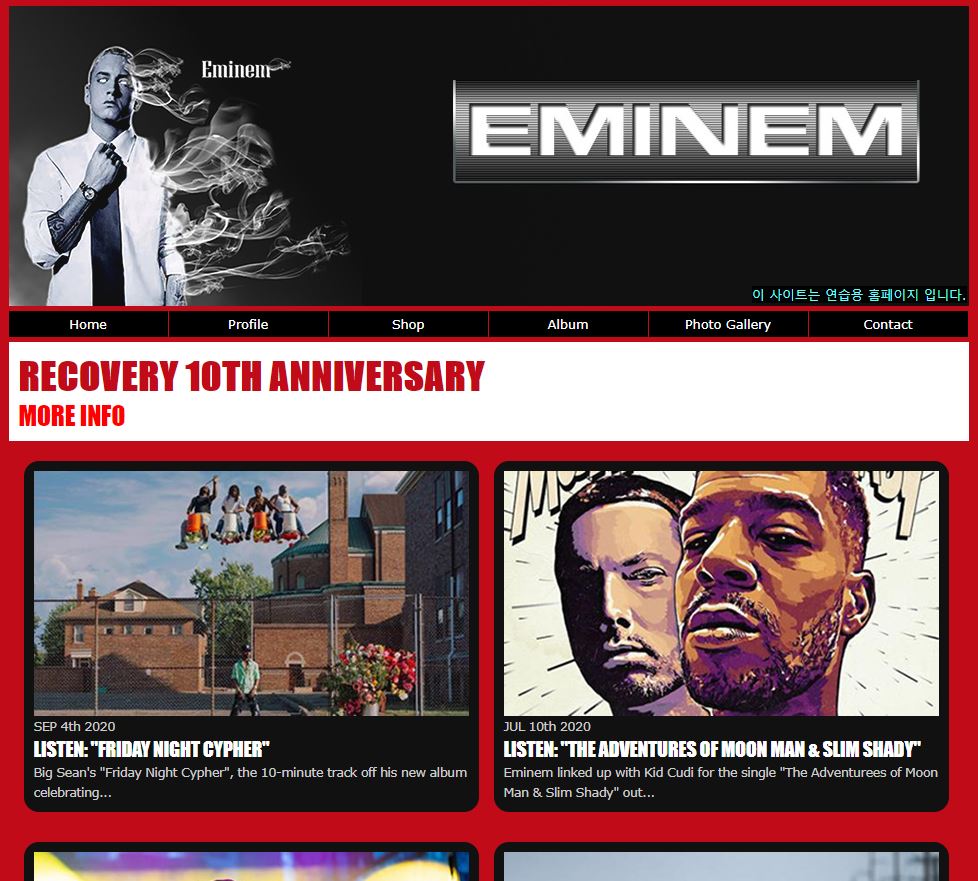 Eminem
EMINEM
이 사이트는 연습용 홈페이지 입니다.
Home Profile Shop Album Photo Gallery Contact
RECOVERY 10TH ANNIVERSARY
MORE INFO
SEP 4th 2020
LISTEN: "FRIDAY NIGHT CYPHER"
Big Sean's "Friday Night Cypher", the 10-minute track off his new album
celebrating...
JUL 10th 2020
LISTEN: "THE ADVENTURES OF MOON MAN & SLIM SHADY"
Eminem linked up with Kid Cudi for the single "The Adventurees of Moon
Man & Slim Shady" out...